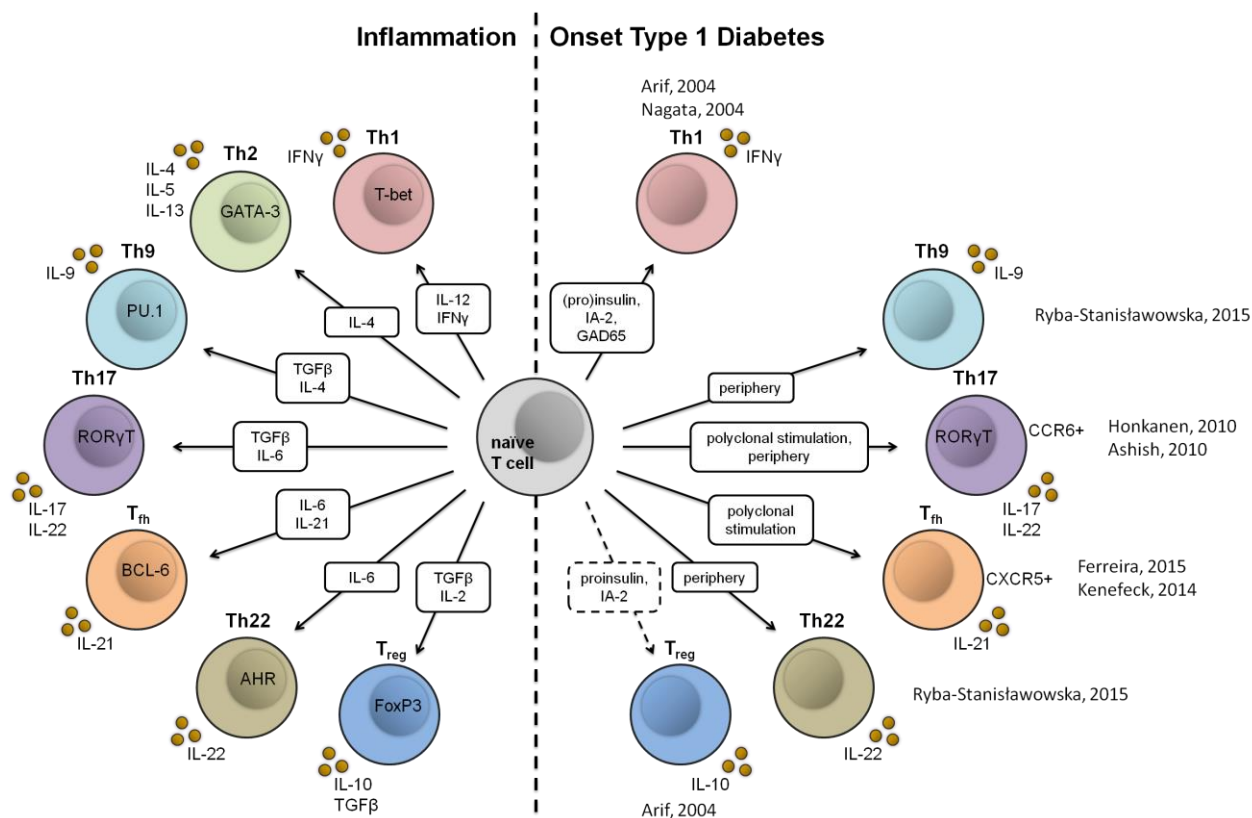 Inflammation
Onset Type 1 Diabetes
Th1
IFNγ
T-bet
IL-12
IFNγ
Th2
IL-4
IL-5
IL-13
GATA-3
IL-4
Th9
IL-9
PU.1
TGFβ
IL-4
Th17
RORγT
IL-17
IL-22
TGFβ
IL-6
Tfh
BCL-6
IL-21
IL-6
IL-21
Th22
AHR
IL-22
IL-6
Treg
FoxP3
IL-10
TGFβ
TGFβ
IL-2
naïve
T cell
Arif, 2004
Nagata, 2004
Th1
IFNγ
(pro)insulin,
IA-2,
GAD65
Th9
IL-9
Ryba-Stanisławowska, 2015
periphery
Th17
RORγT
CCR6+
Honkanen, 2010
Ashish, 2010
IL-17
IL-22
polyclonal stimulation,
periphery
Tfh
CXCR5+
Ferreira, 2015
Kenefeck, 2014
IL-21
polyclonal
stimulation
Th22
IL-22
Ryba-Stanisławowska, 2015
periphery
Treg
IL-10
Arif, 2004
proinsulin,
IA-2